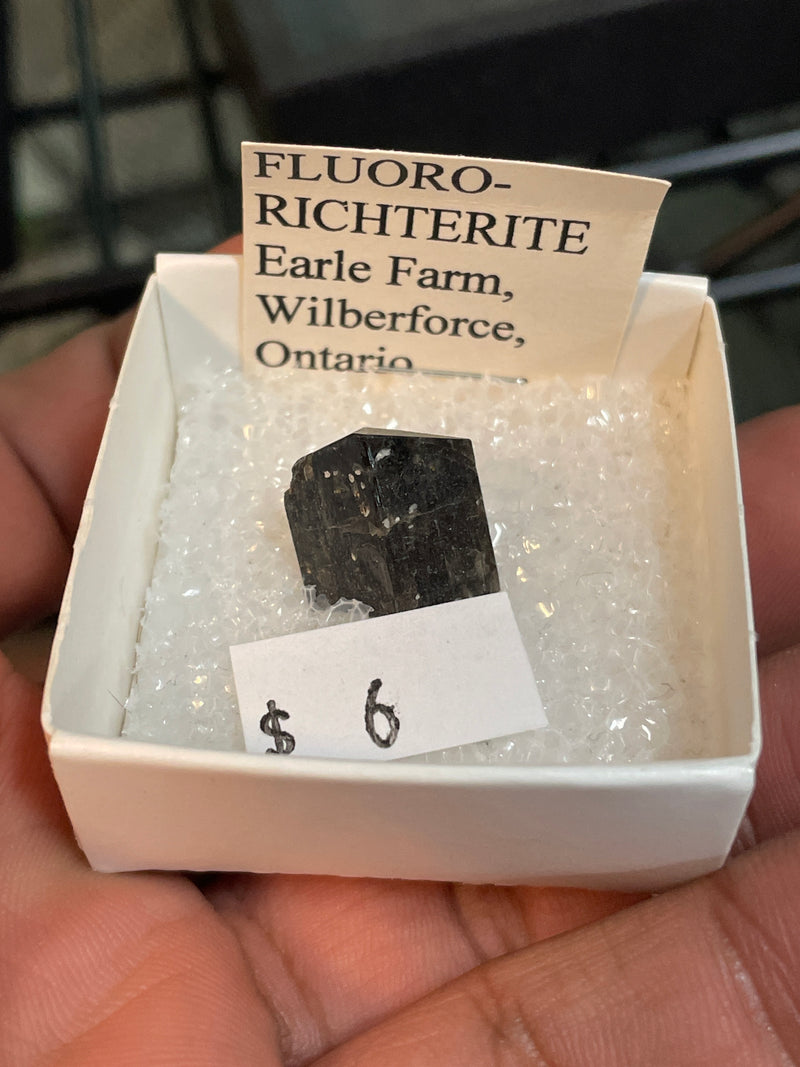 FLUORO-
RICHTERITE
Earle Farm,
Wilberforce,
Ontario
$ 6